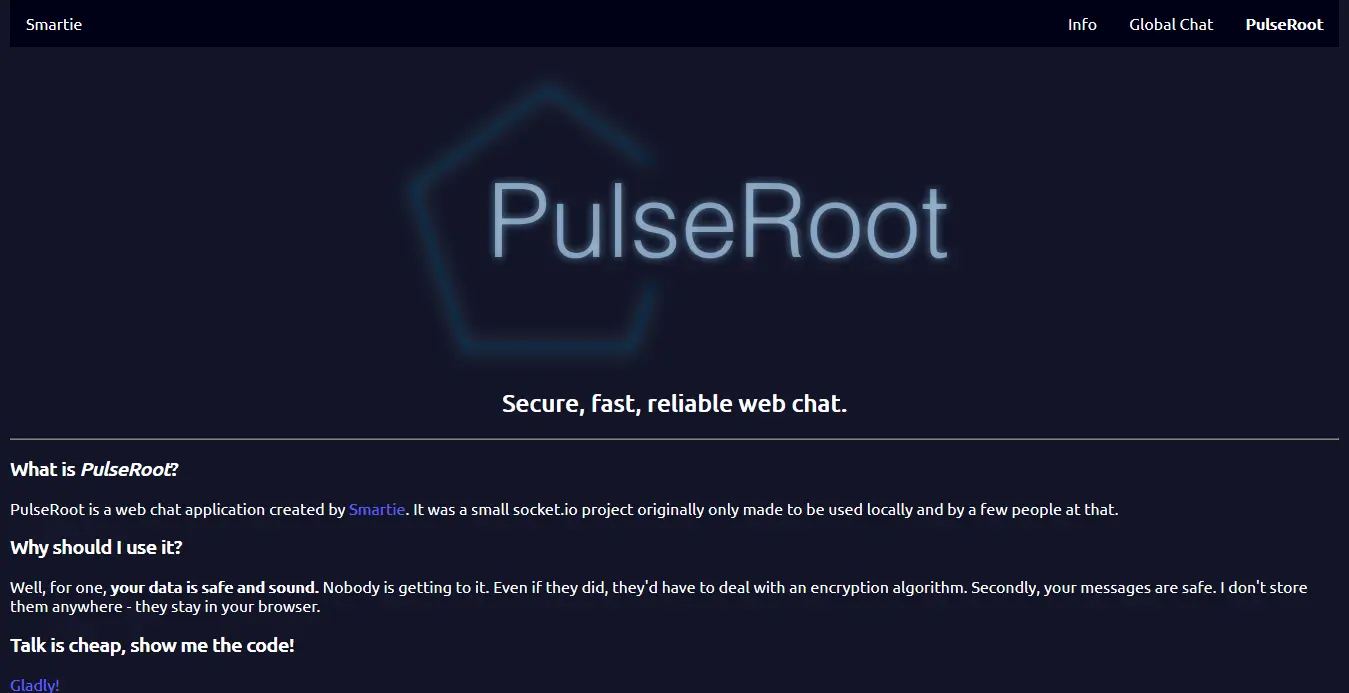 Smartie Info Global Chat PulseRoot
PulseRoot
Secure, fast, reliable web chat.
What is PulseRoot?
PulseRoot is a web chat application created by Smartie. It was a small socket.io project originally only made to be used locally and by a few people at that.
Why should I use it?
Well, for one, your data is safe and sound. Nobody is getting to it. Even if they did, they'd have to deal with an encryption algorithm. Secondly, your messages are safe. I don't store
them anywhere - they stay in your browser.
Talk is cheap, show me the code!
Gladly!